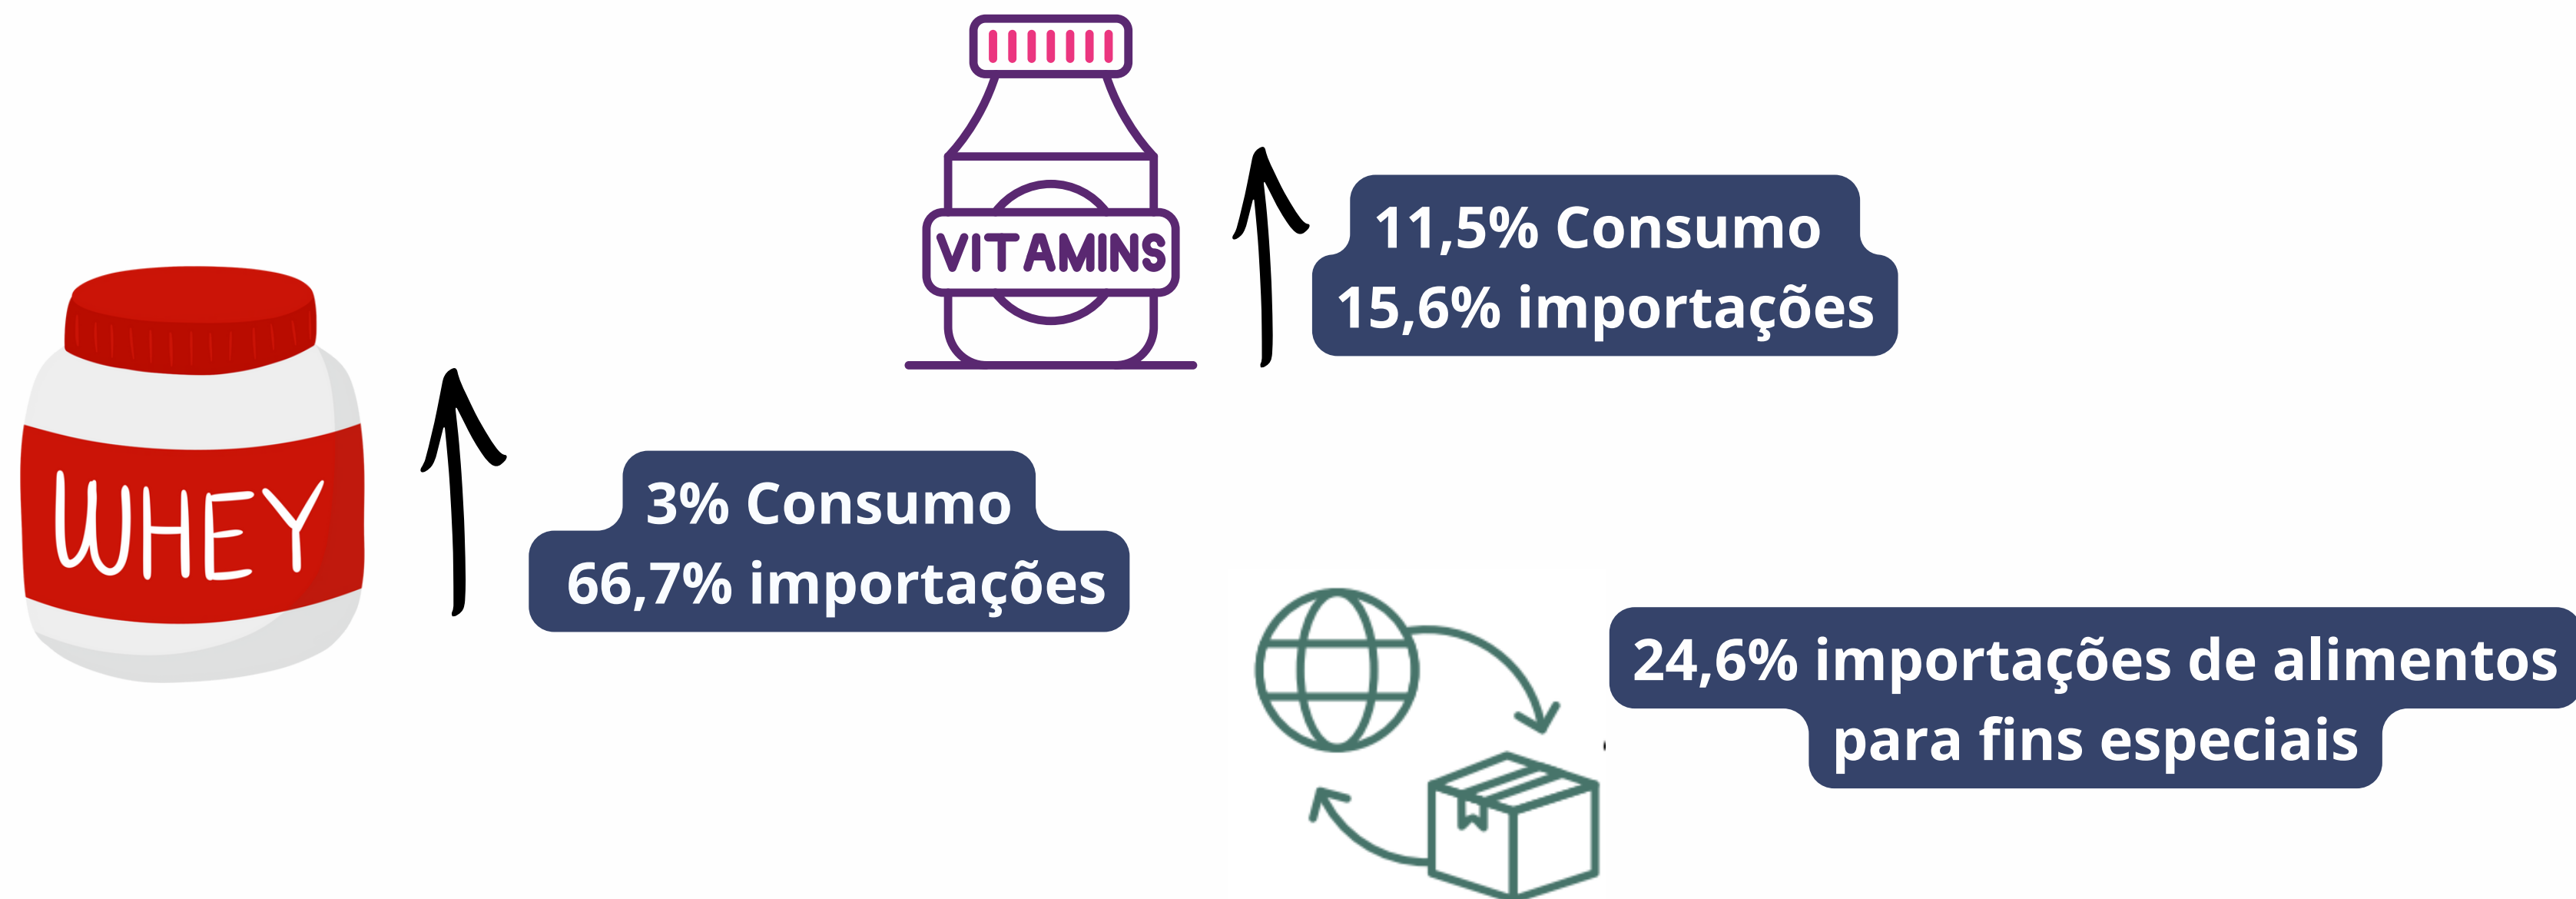 VITAMINS
11,5% Consumo
15,6% importações
WHEY
3% Consumo
66,7% importações
24,6% importações de alimentos
para fins especiais